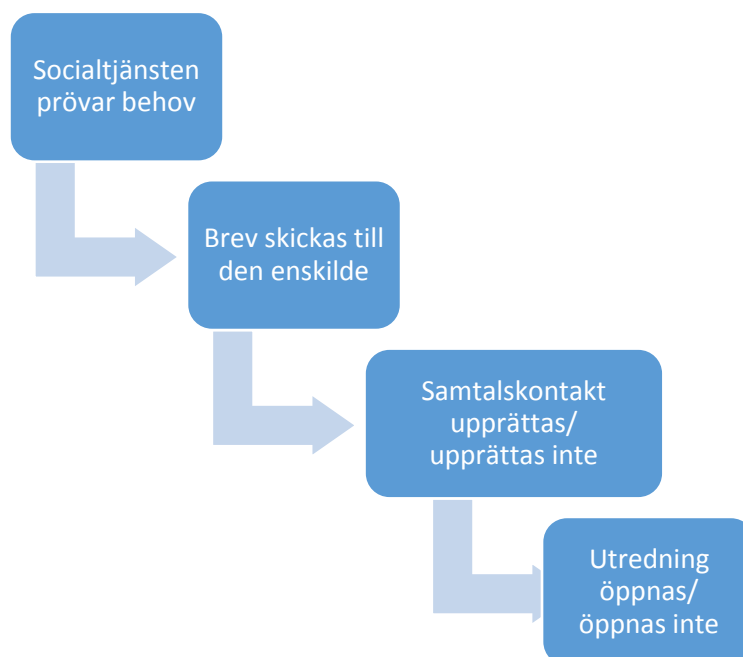 Socialtjänsten
prövar behov
Brev skickas till
den enskilde
Samtalskontakt
upprättas/
upprättas inte
Utredning
öppnas/
öppnas inte